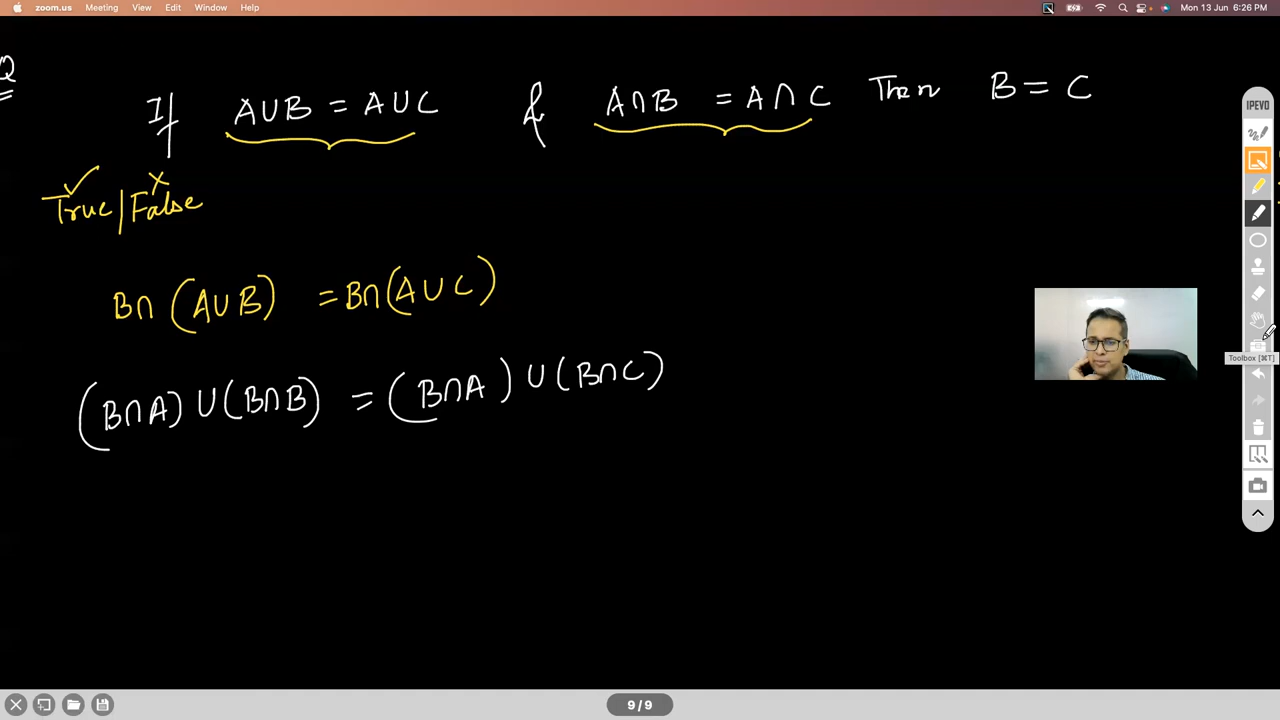 zoom.us Meeting View Edit Window Help Mon 13 Jun 6:26 PM
Q
If A∪B = A∪C & A∩B = A∩C Then B = C
True/False
B∩(A∪B) = B∩(A∪C)
(B∩A)∪(B∩B) = (B∩A)∪(B∩C)
IPEVO
Toolbox [⌘T]
9/9